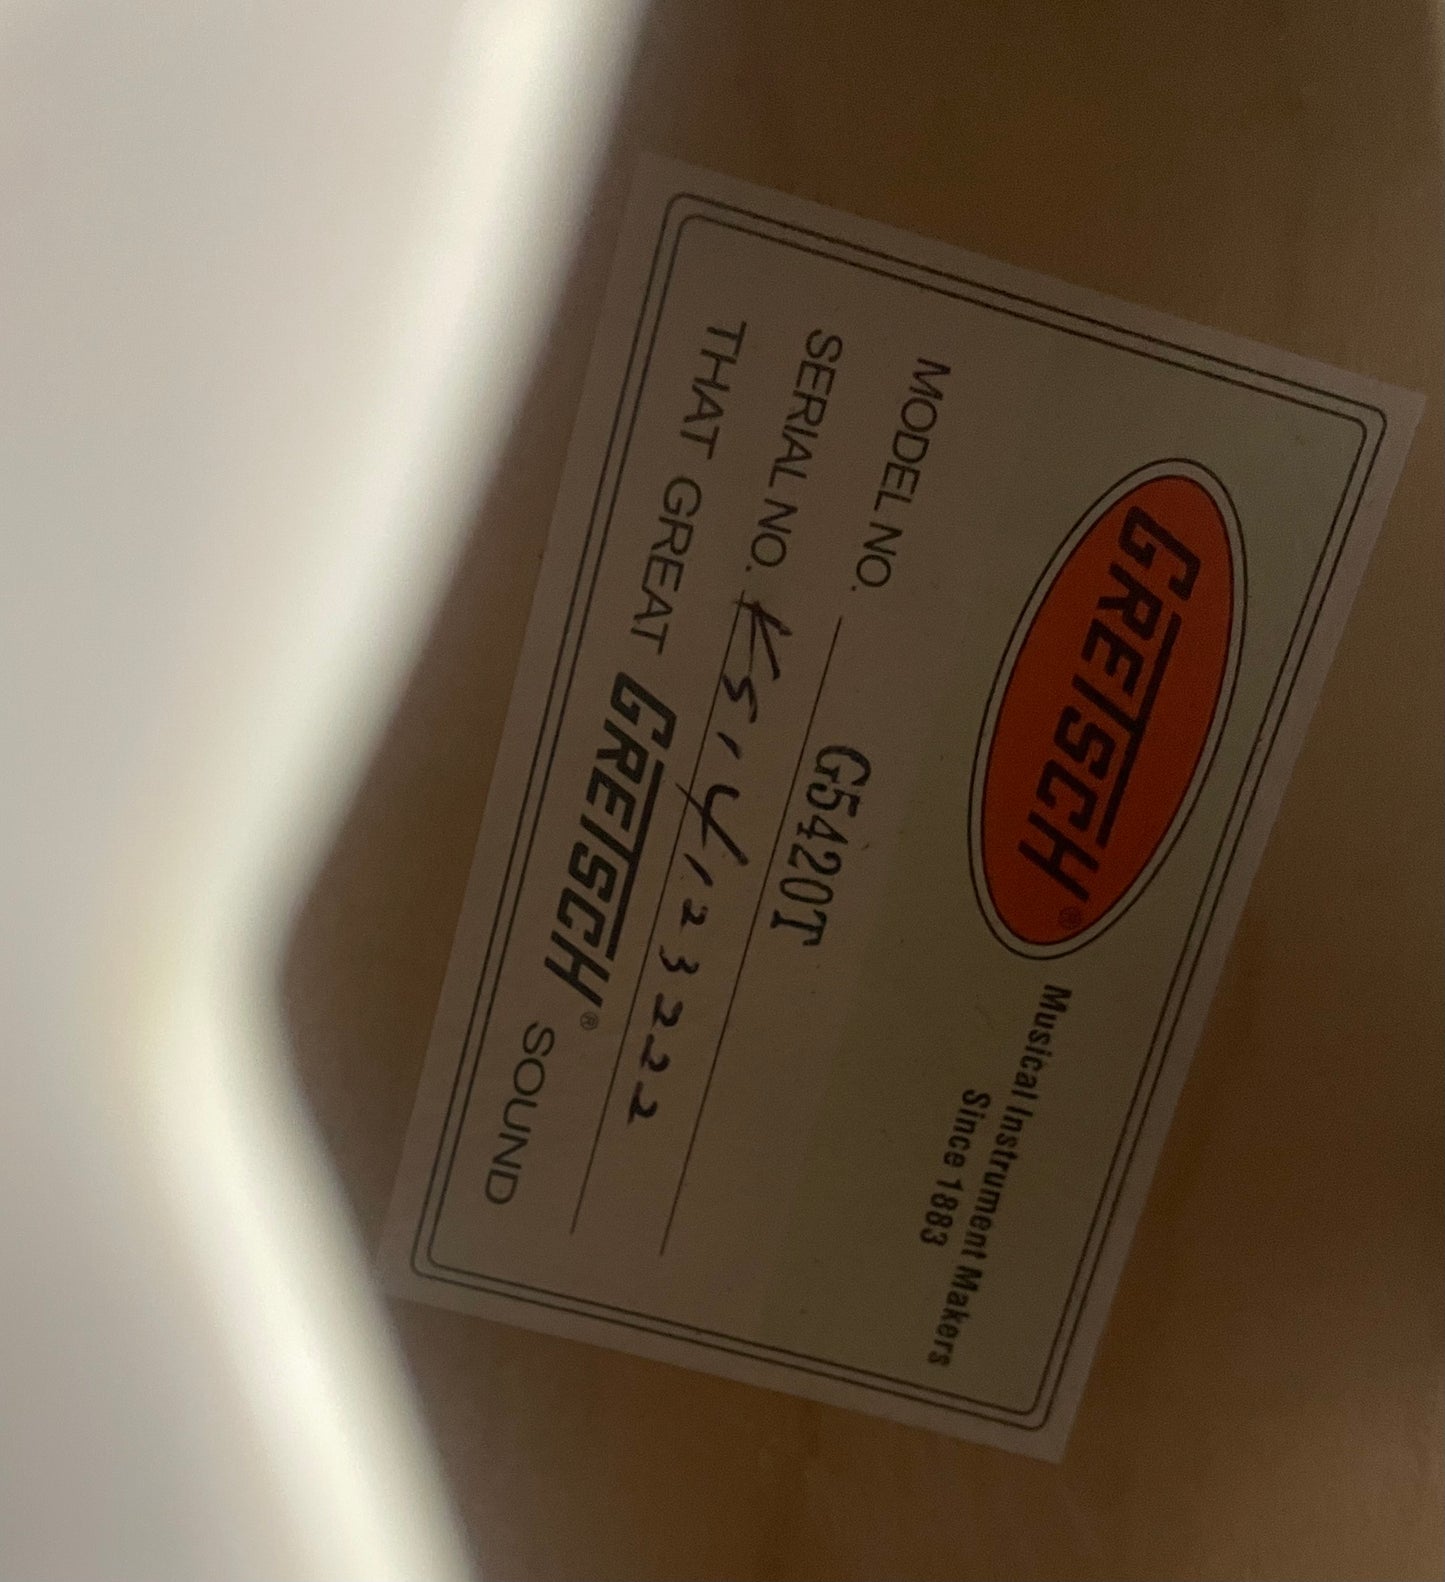 GRETSCH®
Musical Instrument Makers
Since 1883
MODEL NO. G5420T
SERIAL NO. KS14123222
THAT GREAT GRETSCH® SOUND